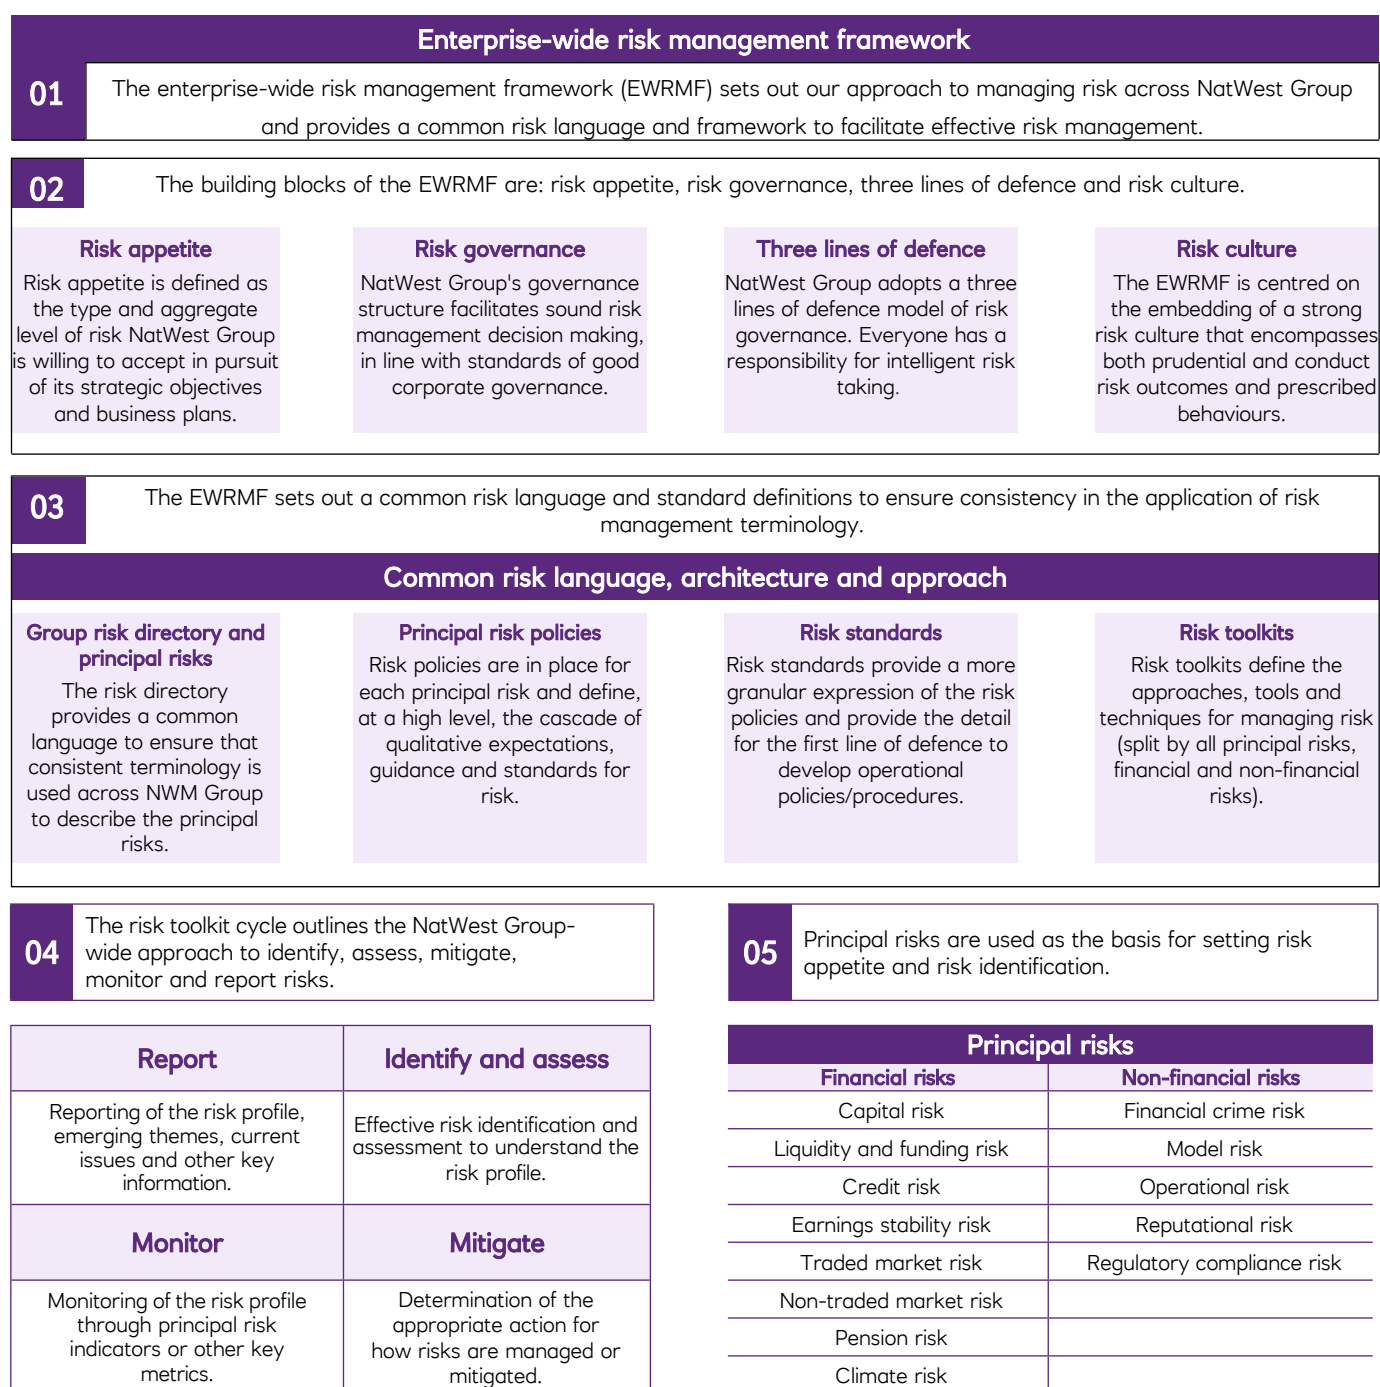 Enterprise-wide risk management framework
01
The enterprise-wide risk management framework (EWRMF) sets out our approach to managing risk across NatWest Group
and provides a common risk language and framework to facilitate effective risk management.
02
The building blocks of the EWRMF are: risk appetite, risk governance, three lines of defence and risk culture.
Risk appetite
Risk appetite is defined as
the type and aggregate
level of risk NatWest Group
is willing to accept in pursuit
of its strategic objectives
and business plans.
Risk governance
NatWest Group's governance
structure facilitates sound risk
management decision making,
in line with standards of good
corporate governance.
Three lines of defence
NatWest Group adopts a three
lines of defence model of risk
governance. Everyone has a
responsibility for intelligent risk
taking.
Risk culture
The EWRMF is centred on
the embedding of a strong
risk culture that encompasses
both prudential and conduct
risk outcomes and prescribed
behaviours.
03
The EWRMF sets out a common risk language and standard definitions to ensure consistency in the application of risk
management terminology.
Common risk language, architecture and approach
Group risk directory and
principal risks
The risk directory
provides a common
language to ensure that
consistent terminology is
used across NWM Group
to describe the principal
risks.
Principal risk policies
Risk policies are in place for
each principal risk and define,
at a high level, the cascade of
qualitative expectations,
guidance and standards for
risk.
Risk standards
Risk standards provide a more
granular expression of the risk
policies and provide the detail
for the first line of defence to
develop operational
policies/procedures.
Risk toolkits
Risk toolkits define the
approaches, tools and
techniques for managing risk
(split by all principal risks,
financial and non-financial
risks).
04
The risk toolkit cycle outlines the NatWest Group-
wide approach to identify, assess, mitigate,
monitor and report risks.
Report
Identify and assess
Reporting of the risk profile,
emerging themes, current
issues and other key
information.
Effective risk identification and
assessment to understand the
risk profile.
Monitor
Mitigate
Monitoring of the risk profile
through principal risk
indicators or other key
metrics.
Determination of the
appropriate action for
how risks are managed or
mitigated.
05
Principal risks are used as the basis for setting risk
appetite and risk identification.
Principal risks
Financial risks
Non-financial risks
Capital risk
Financial crime risk
Liquidity and funding risk
Model risk
Credit risk
Operational risk
Earnings stability risk
Reputational risk
Traded market risk
Regulatory compliance risk
Non-traded market risk
Pension risk
Climate risk